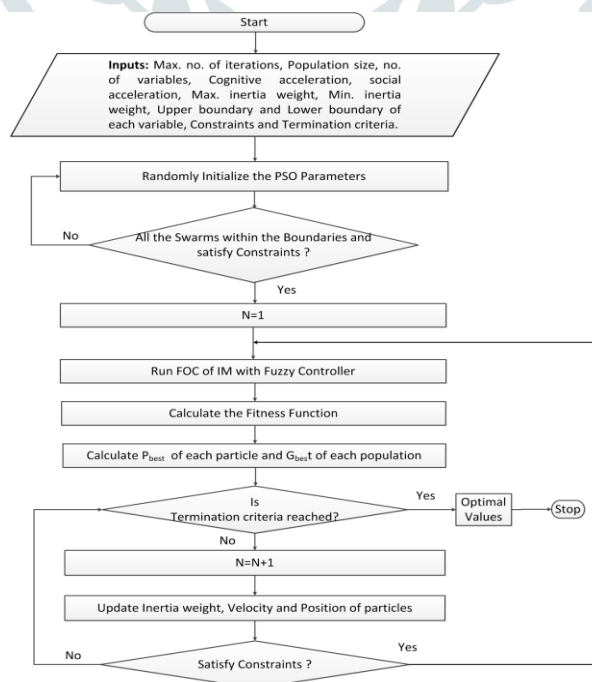 Start
Inputs: Max. no. of iterations, Population size, no.
of variables, Cognitive acceleration, social
acceleration, Max. inertia weight, Min. inertia
weight, Upper boundary and Lower boundary of
each variable, Constraints and Termination criteria.
Randomly Initialize the PSO Parameters
No
All the Swarms within the Boundaries and
satisfy Constraints ?
Yes
N=1
Run FOC of IM with Fuzzy Controller
Calculate the Fitness Function
Calculate Pbest of each particle and Gbest of each population
Is
Termination criteria reached?
Yes
Optimal
Values
Stop
No
N=N+1
Update Inertia weight, Velocity and Position of particles
No
Satisfy Constraints ?
Yes